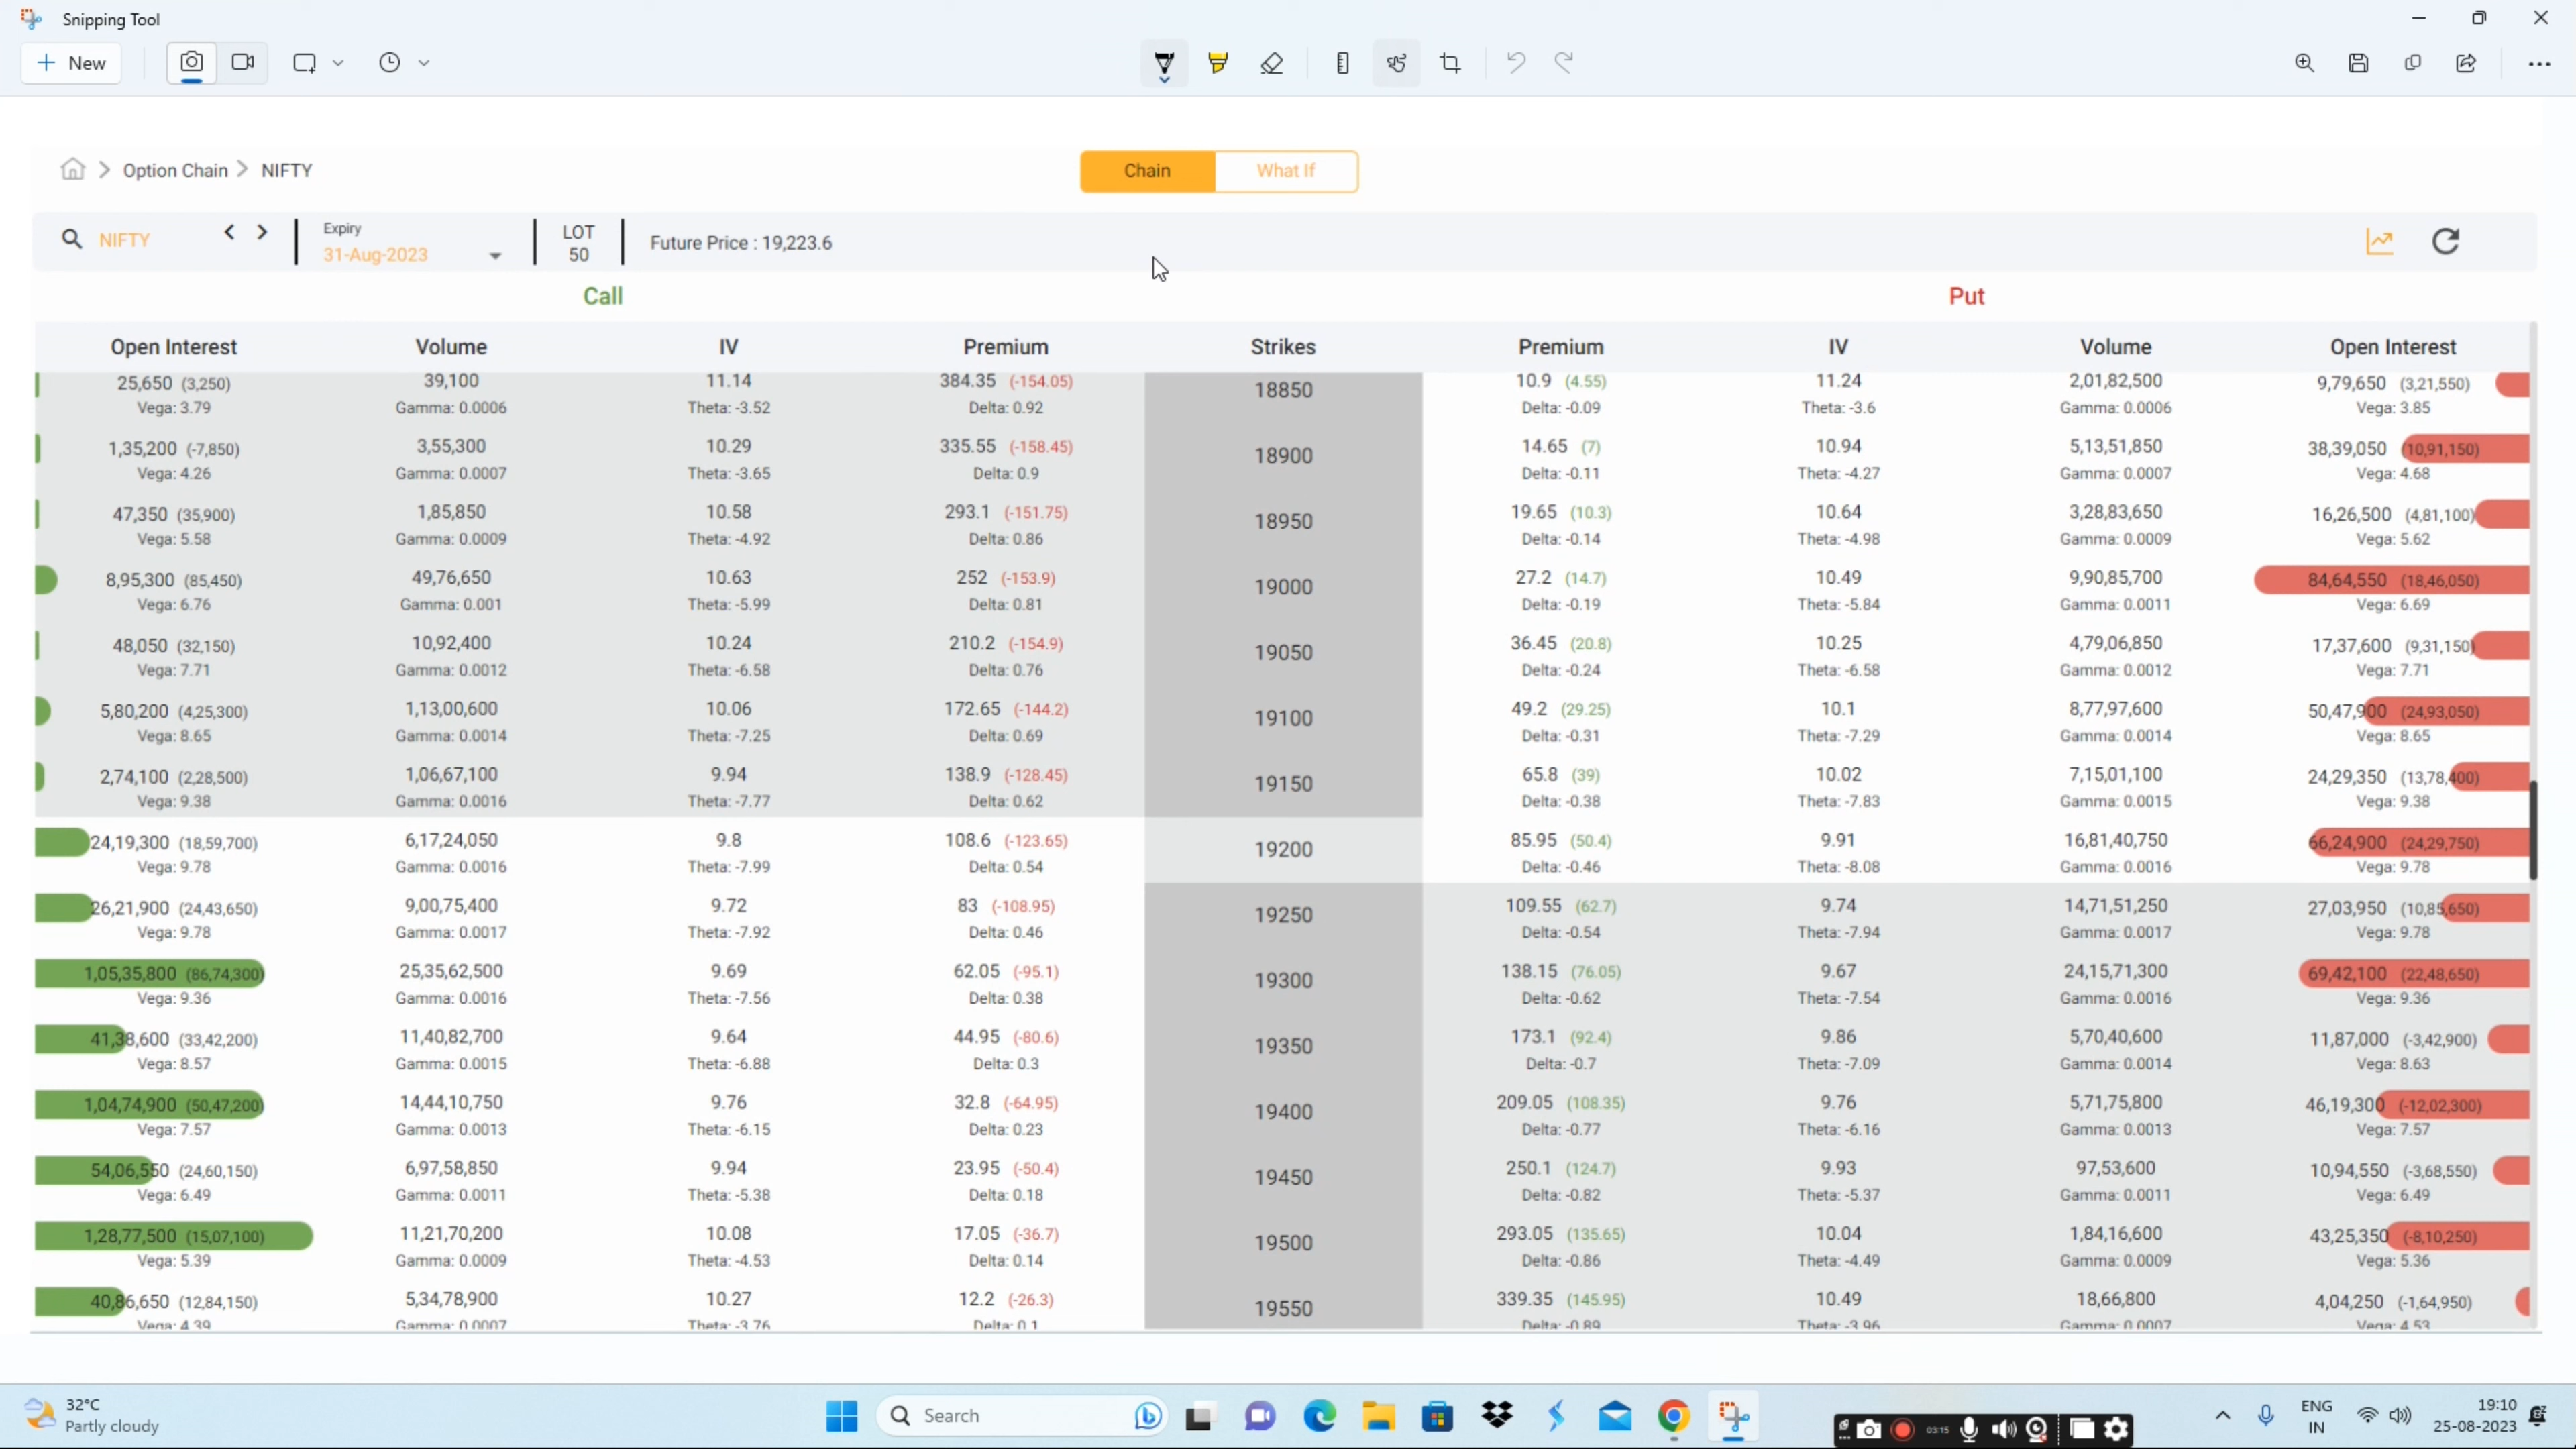 Snipping Tool
New
Option Chain > NIFTY
Chain What If
NIFTY < > Expiry 31-Aug-2023 LOT 50 Future Price : 19,223.6
Call Put
Open Interest Volume IV Premium Strikes Premium IV Volume Open Interest
25,650 (3,250) 39,100 11.14 384.35 (-154.05) 18850 10.9 (4.55) 11.24 2,01,82,500 9,79,650 (3,21,550)
Vega: 3.79 Gamma: 0.0006 Theta: -3.52 Delta: 0.92 Delta: -0.09 Theta: -3.6 Gamma: 0.0006 Vega: 3.85
1,35,200 (-7,850) 3,55,300 10.29 335.55 (-158.45) 18900 14.65 (7) 10.94 5,13,51,850 38,39,050 (10,91,150)
Vega: 4.26 Gamma: 0.0007 Theta: -3.65 Delta: 0.9 Delta: -0.11 Theta: -4.27 Gamma: 0.0007 Vega: 4.68
47,350 (35,900) 1,85,850 10.58 293.1 (-151.75) 18950 19.65 (10.3) 10.64 3,28,83,650 16,26,500 (4,81,100)
Vega: 5.58 Gamma: 0.0009 Theta: -4.92 Delta: 0.86 Delta: -0.14 Theta: -4.98 Gamma: 0.0009 Vega: 5.62
8,95,300 (85,450) 49,76,650 10.63 252 (-153.9) 19000 27.2 (14.7) 10.49 9,90,85,700 84,64,550 (18,46,050)
Vega: 6.76 Gamma: 0.001 Theta: -5.99 Delta: 0.81 Delta: -0.19 Theta: -5.84 Gamma: 0.0011 Vega: 6.69
48,050 (32,150) 10,92,400 10.24 210.2 (-154.9) 19050 36.45 (20.8) 10.25 4,79,06,850 17,37,600 (9,31,150)
Vega: 7.71 Gamma: 0.0012 Theta: -6.58 Delta: 0.76 Delta: -0.24 Theta: -6.58 Gamma: 0.0012 Vega: 7.71
5,80,200 (4,25,300) 1,13,00,600 10.06 172.65 (-144.2) 19100 49.2 (29.25) 10.1 8,77,97,600 50,47,900 (24,93,050)
Vega: 8.65 Gamma: 0.0014 Theta: -7.25 Delta: 0.69 Delta: -0.31 Theta: -7.29 Gamma: 0.0014 Vega: 8.65
2,74,100 (2,28,500) 1,06,67,100 9.94 138.9 (-128.45) 19150 65.8 (39) 10.02 7,15,01,100 24,29,350 (13,78,400)
Vega: 9.38 Gamma: 0.0016 Theta: -7.77 Delta: 0.62 Delta: -0.38 Theta: -7.83 Gamma: 0.0015 Vega: 9.38
24,19,300 (18,59,700) 6,17,24,050 9.8 108.6 (-123.65) 19200 85.95 (50.4) 9.91 16,81,40,750 66,24,900 (24,29,750)
Vega: 9.78 Gamma: 0.0016 Theta: -7.99 Delta: 0.54 Delta: -0.46 Theta: -8.08 Gamma: 0.0016 Vega: 9.78
26,21,900 (24,43,650) 9,00,75,400 9.72 83 (-108.95) 19250 109.55 (62.7) 9.74 14,71,51,250 27,03,950 (10,85,650)
Vega: 9.78 Gamma: 0.0017 Theta: -7.92 Delta: 0.46 Delta: -0.54 Theta: -7.94 Gamma: 0.0017 Vega: 9.78
1,05,35,800 (86,74,300) 25,35,62,500 9.69 62.05 (-95.1) 19300 138.15 (76.05) 9.67 24,15,71,300 69,42,100 (22,48,650)
Vega: 9.36 Gamma: 0.0016 Theta: -7.56 Delta: 0.38 Delta: -0.62 Theta: -7.54 Gamma: 0.0016 Vega: 9.36
41,38,600 (33,42,200) 11,40,82,700 9.64 44.95 (-80.6) 19350 173.1 (92.4) 9.86 5,70,40,600 11,87,000 (-3,42,900)
Vega: 8.57 Gamma: 0.0015 Theta: -6.88 Delta: 0.3 Delta: -0.7 Theta: -7.09 Gamma: 0.0014 Vega: 8.63
1,04,74,900 (50,47,200) 14,44,10,750 9.76 32.8 (-64.95) 19400 209.05 (108.35) 9.76 5,71,75,800 46,19,300 (-12,02,300)
Vega: 7.57 Gamma: 0.0013 Theta: -6.15 Delta: 0.23 Delta: -0.77 Theta: -6.16 Gamma: 0.0013 Vega: 7.57
54,06,550 (24,60,150) 6,97,58,850 9.94 23.95 (-50.4) 19450 250.1 (124.7) 9.93 97,53,600 10,94,550 (-3,68,550)
Vega: 6.49 Gamma: 0.0011 Theta: -5.38 Delta: 0.18 Delta: -0.82 Theta: -5.37 Gamma: 0.0011 Vega: 6.49
1,28,77,500 (15,07,100) 11,21,70,200 10.08 17.05 (-36.7) 19500 293.05 (135.65) 10.04 1,84,16,600 43,25,350 (-8,10,250)
Vega: 5.39 Gamma: 0.0009 Theta: -4.53 Delta: 0.14 Delta: -0.86 Theta: -4.49 Gamma: 0.0009 Vega: 5.36
40,86,650 (12,84,150) 5,34,78,900 10.27 12.2 (-26.3) 19550 339.35 (145.95) 10.49 18,66,800 4,04,250 (-1,64,950)
Vega: 4.39 Gamma: 0.0007 Theta: -3.76 Delta: 0.1 Delta: -0.89 Theta: -3.96 Gamma: 0.0007 Vega: 4.53
32°C
Partly cloudy
Search
03:15
ENG
IN
19:10
25-08-2023